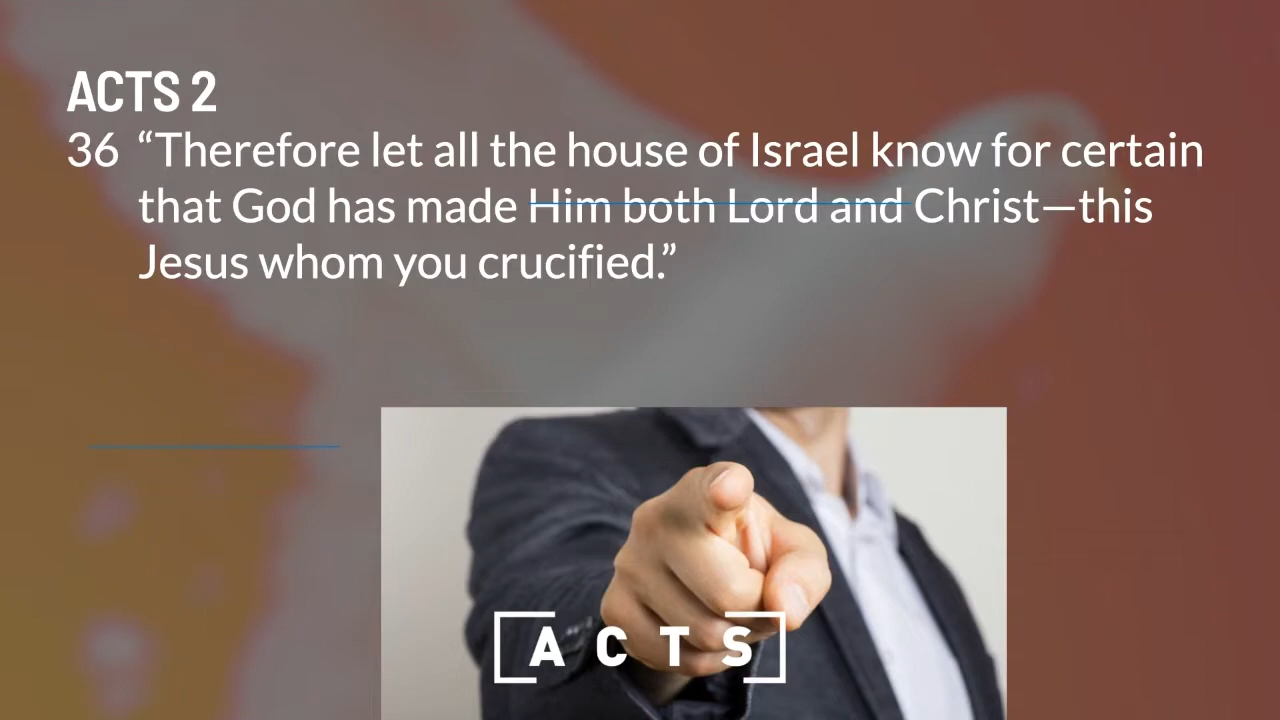 ACTS 2
36 “Therefore let all the house of Israel know for certain
that God has made Him both Lord and Christ—this
Jesus whom you crucified.”
ACTS